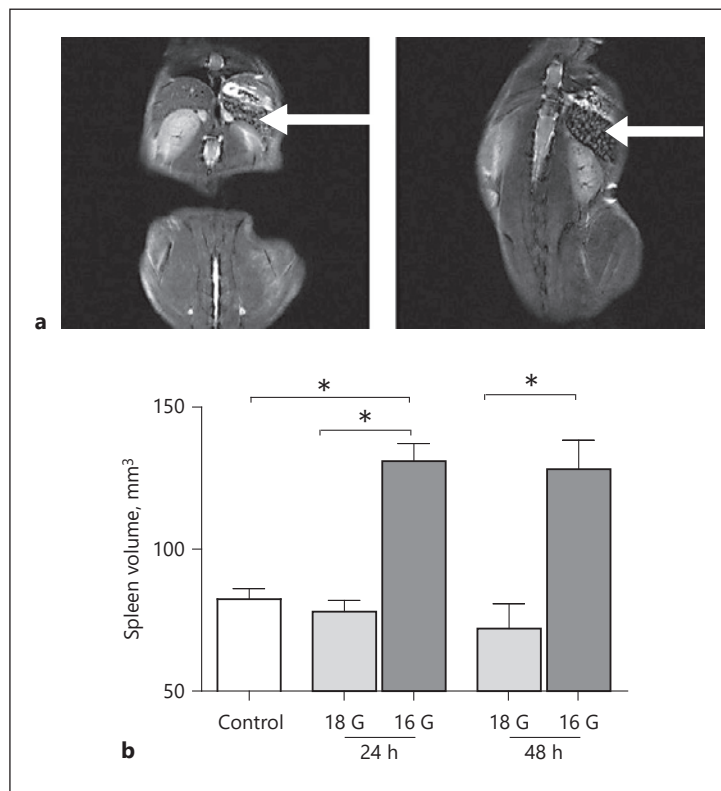 a
*
*
*
150
100
50
Spleen volume, mm³
Control
18 G
16 G
18 G
16 G
24 h
48 h
b